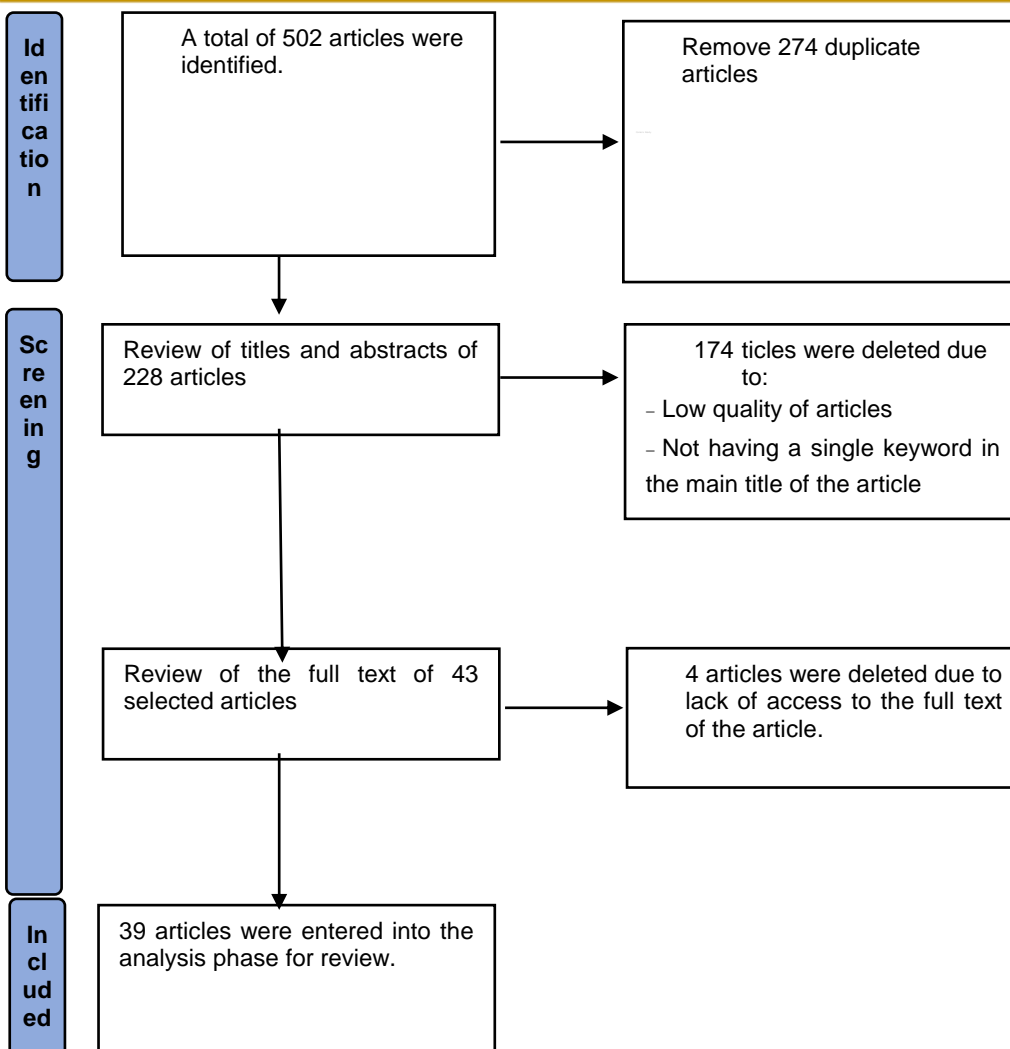 Id
en
tifi
ca
tio
n
A total of 502 articles were
identified.
Remove 274 duplicate
articles
Sc
re
en
in
g
Review of titles and abstracts of
228 articles
174 ticles were deleted due
to:
– Low quality of articles
– Not having a single keyword in
the main title of the article
Review of the full text of 43
selected articles
4 articles were deleted due to
lack of access to the full text
of the article.
In
cl
ud
ed
39 articles were entered into the
analysis phase for review.